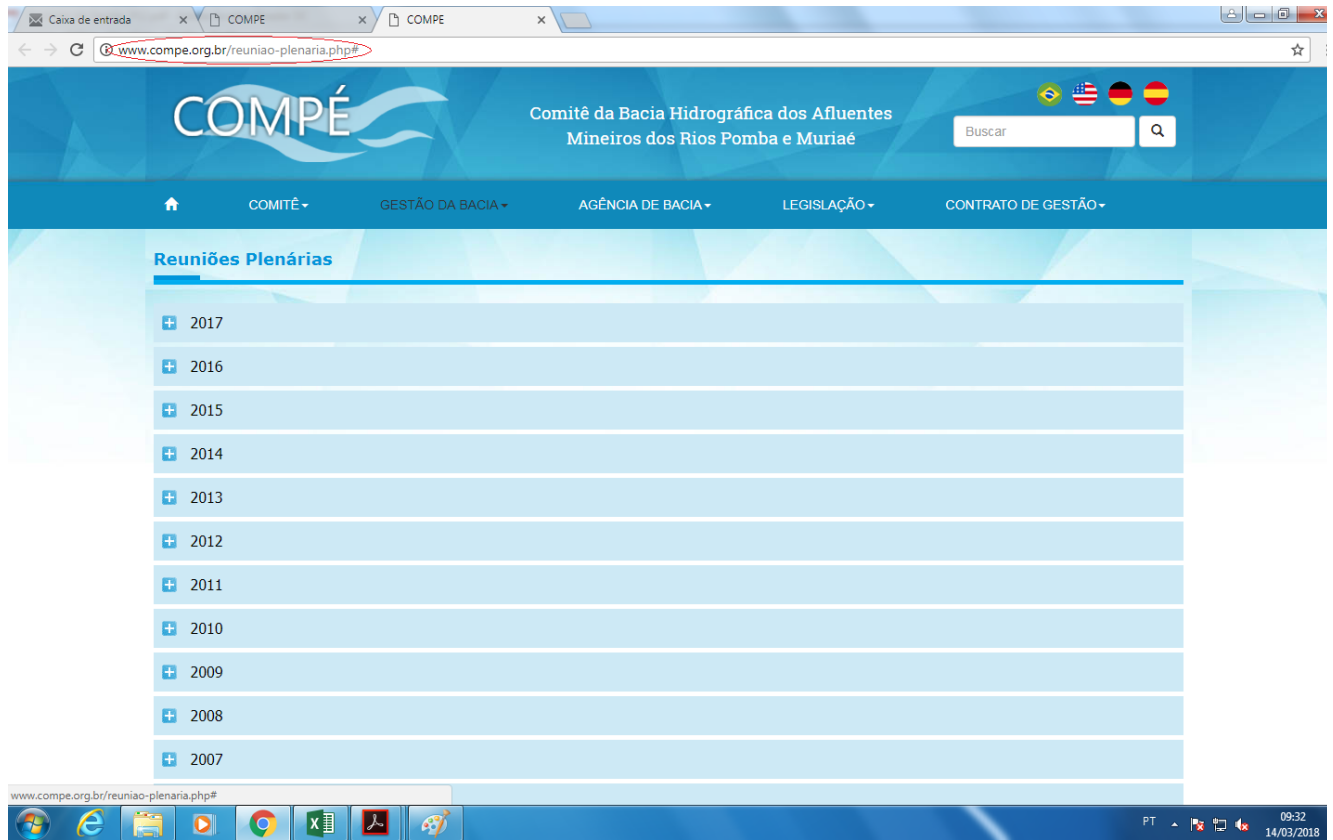 Caixa de entrada
COMPE
COMPE
www.compe.org.br/reuniao-plenaria.php#
COMPÉ
Comitê da Bacia Hidrográfica dos Afluentes
Mineiros dos Rios Pomba e Muriaé
Buscar
COMITÊ
GESTÃO DA BACIA
AGÊNCIA DE BACIA
LEGISLAÇÃO
CONTRATO DE GESTÃO
Reuniões Plenárias
2017
2016
2015
2014
2013
2012
2011
2010
2009
2008
2007
www.compe.org.br/reuniao-plenaria.php#
PT
09:32
14/03/2018